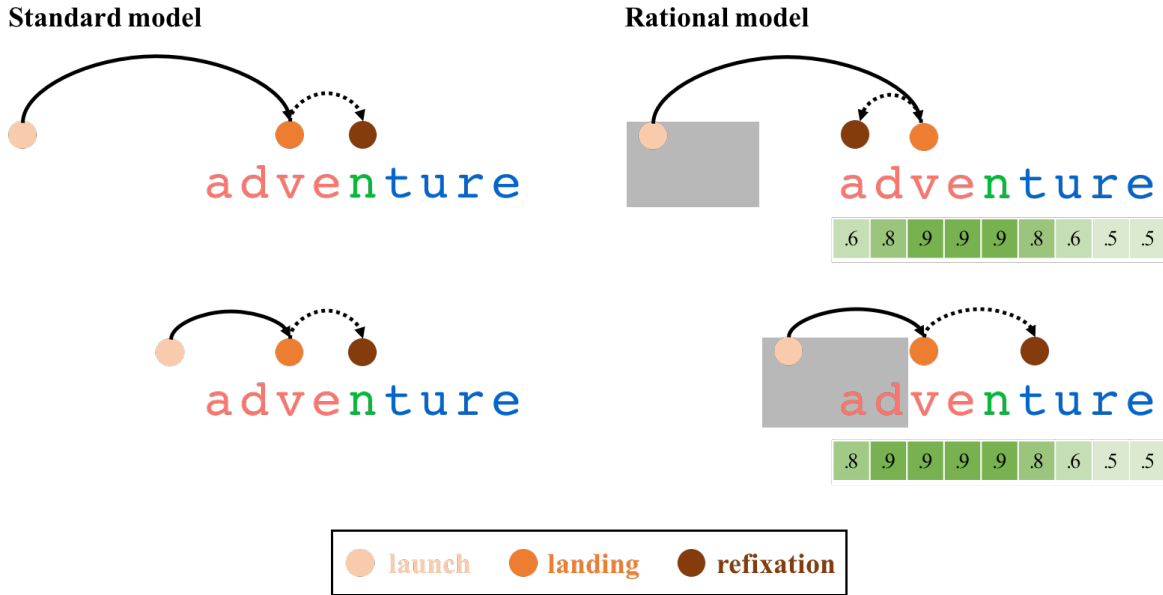 Standard model
Rational model
adventure
adventure
.6 .8 .9 .9 .9 .8 .6 .5 .5
adventure
adventure
.8 .9 .9 .9 .9 .8 .6 .5 .5
launch landing refixation